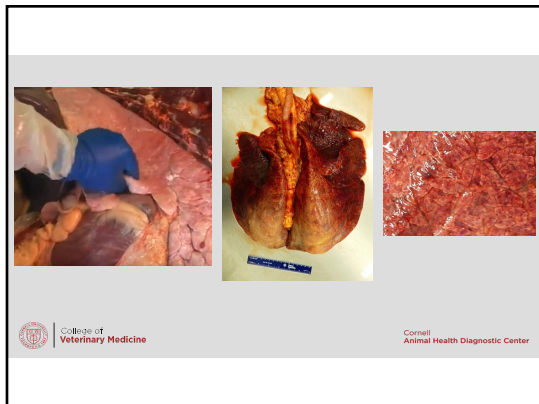 College of
Veterinary Medicine
Cornell
Animal Health Diagnostic Center